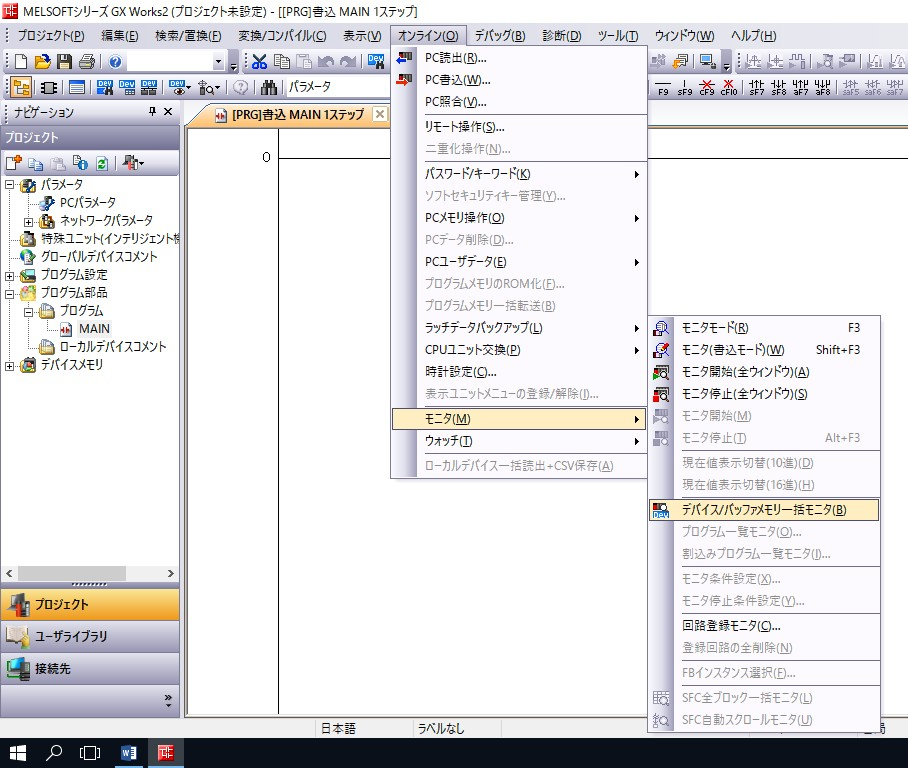 MELSOFTシリーズ GX Works2 (プロジェクト未設定) - [[PRG]書込 MAIN 1ステップ]
プロジェクト(P) 編集(E) 検索/置換(F) 変換/コンパイル(C) 表示(V) オンライン(O) デバッグ(B) 診断(D) ツール(T) ウィンドウ(W) ヘルプ(H)
パラメータ
F9 sF9 cF9 cF10 sF7 sF8 aF7 aF8 saF5 saF6 saF7
ナビゲーション
プロジェクト
パラメータ
PCパラメータ
ネットワークパラメータ
特殊ユニット(インテリジェント機
グローバルデバイスコメント
プログラム設定
プログラム部品
プログラム
MAIN
ローカルデバイスコメント
デバイスメモリ
プロジェクト
ユーザライブラリ
接続先
[PRG]書込 MAIN 1ステップ
0
PC読出(R)...
PC書込(W)...
PC照合(V)...
リモート操作(S)...
二重化操作(N)...
パスワード/キーワード(K)
ソフトセキュリティキー管理(Y)...
PCメモリ操作(O)
PCデータ削除(D)...
PCユーザデータ(E)
プログラムメモリのROM化(F)...
プログラムメモリ一括転送(B)
ラッチデータバックアップ(L)
CPUユニット交換(P)
時計設定(C)...
表示ユニットメニューの登録/解除(I)...
モニタ(M)
ウォッチ(T)
ローカルデバイス一括読出+CSV保存(A)
モニタモード(R) F3
モニタ(書込モード)(W) Shift+F3
モニタ開始(全ウィンドウ)(A)
モニタ停止(全ウィンドウ)(S)
モニタ開始(M)
モニタ停止(T) Alt+F3
現在値表示切替(10進)(D)
現在値表示切替(16進)(H)
デバイス/バッファメモリ一括モニタ(B)
プログラム一覧モニタ(O)...
割込みプログラム一覧モニタ(I)...
モニタ条件設定(X)...
モニタ停止条件設定(Y)...
回路登録モニタ(C)...
登録回路の全削除(N)
FBインスタンス選択(F)...
SFC全ブロック一括モニタ(L)
SFC自動スクロールモニタ(U)
日本語 ラベルなし